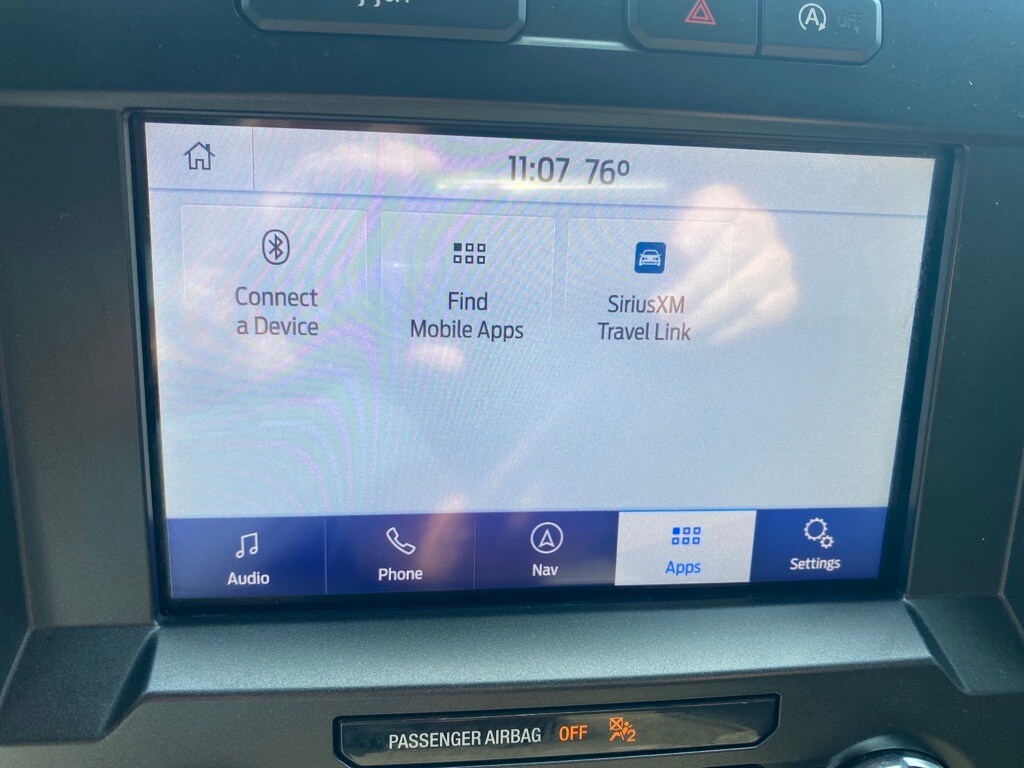 OFF
11:07 76°
Connect
a Device
Find
Mobile Apps
SiriusXM
Travel Link
Audio
Phone
Nav
Apps
Settings
PASSENGER AIRBAG OFF 2